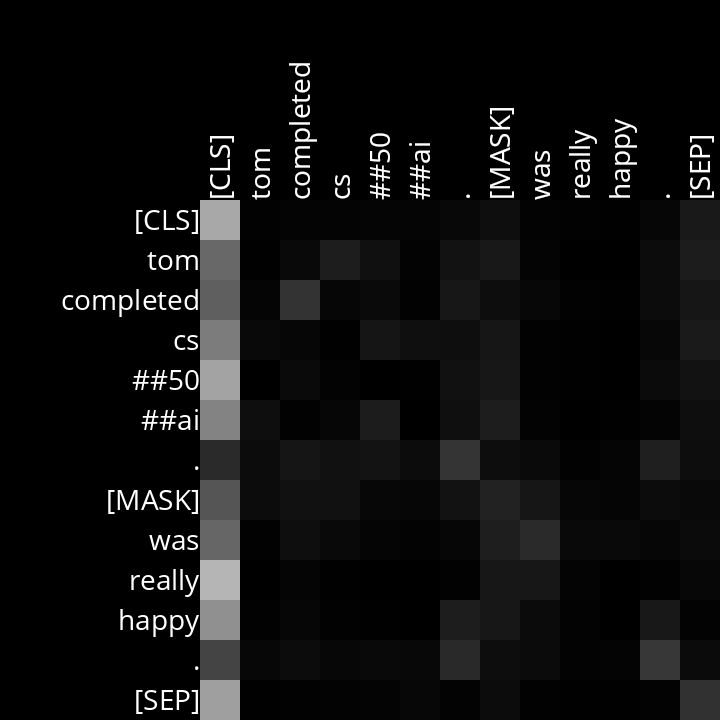 [CLS] tom completed cs ##50 ##ai . [MASK] was really happy . [SEP]
[CLS]
tom
completed
cs
##50
##ai
.
[MASK]
was
really
happy
.
[SEP]